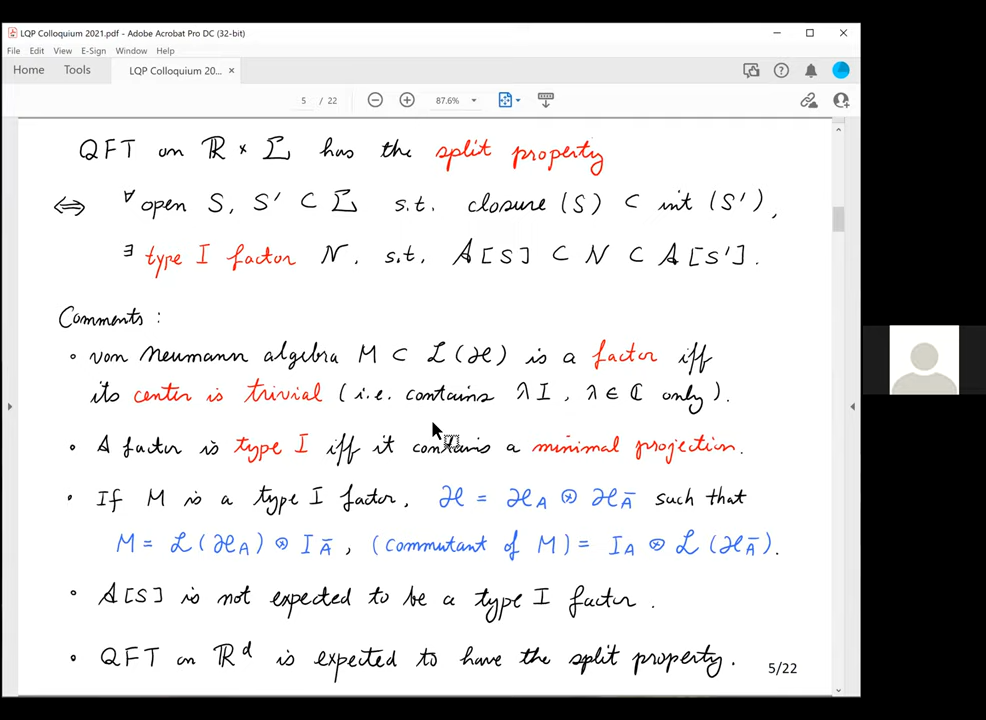 LQP Colloquium 2021.pdf - Adobe Acrobat Pro DC (32-bit)
File Edit View E-Sign Window Help
Home Tools LQP Colloquium 20... ×
5 / 22 87.6%
QFT on ℝ × Σ has the split property
⟺ ∀ open S, S' ⊂ Σ s.t. closure (S) ⊂ int (S'),
∃ type I factor N. s.t. A[S] ⊂ N ⊂ A[S'].
Comments :
• von Neumann algebra M ⊂ L(H) is a factor iff
its center is trivial (i.e. contains λI, λ ∈ ℂ only).
• A factor is type I iff it contains a minimal projection.
• If M is a type I factor, H = H_A ⊗ H_Ā such that
M = L(H_A) ⊗ I_Ā, (Commutant of M) = I_A ⊗ L(H_Ā).
• A[S] is not expected to be a type I factor.
• QFT on ℝ^d is expected to have the split property.
5/22